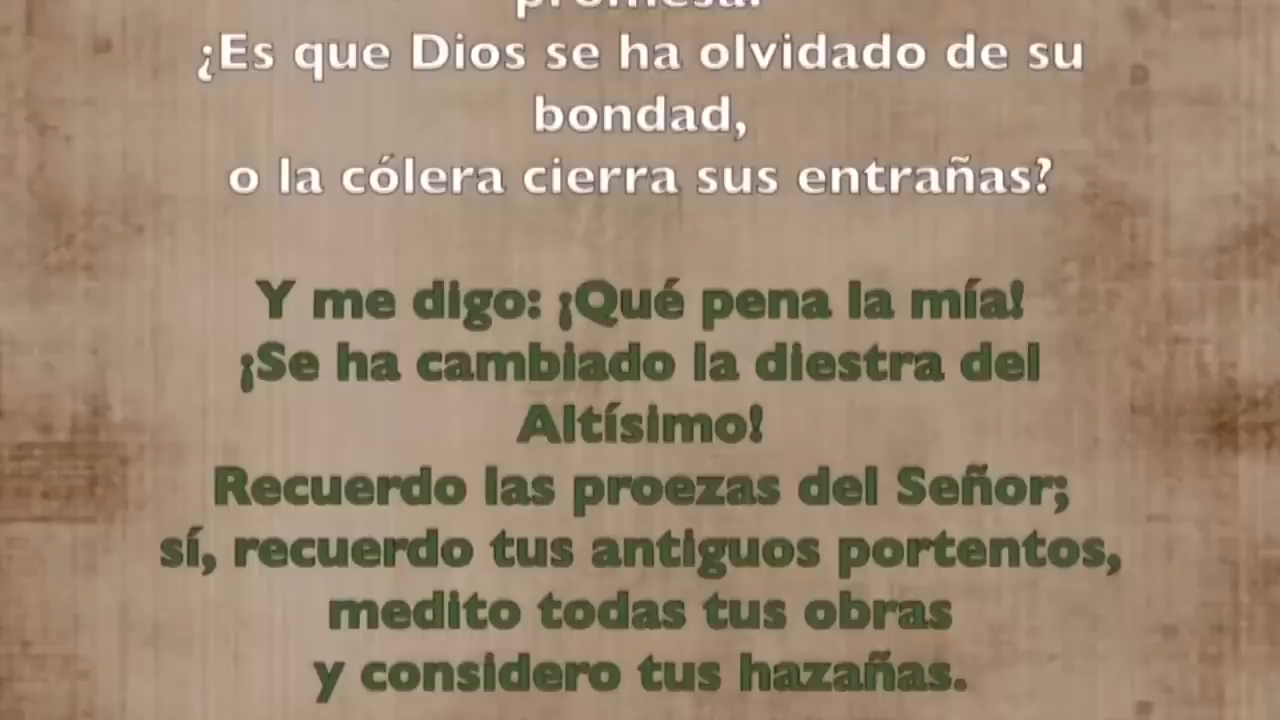 ¿Es que Dios se ha olvidado de su
bondad,
o la cólera cierra sus entrañas?
Y me digo: ¡Qué pena la mía!
¡Se ha cambiado la diestra del
Altísimo!
Recuerdo las proezas del Señor;
sí, recuerdo tus antiguos portentos,
medito todas tus obras
y considero tus hazañas.